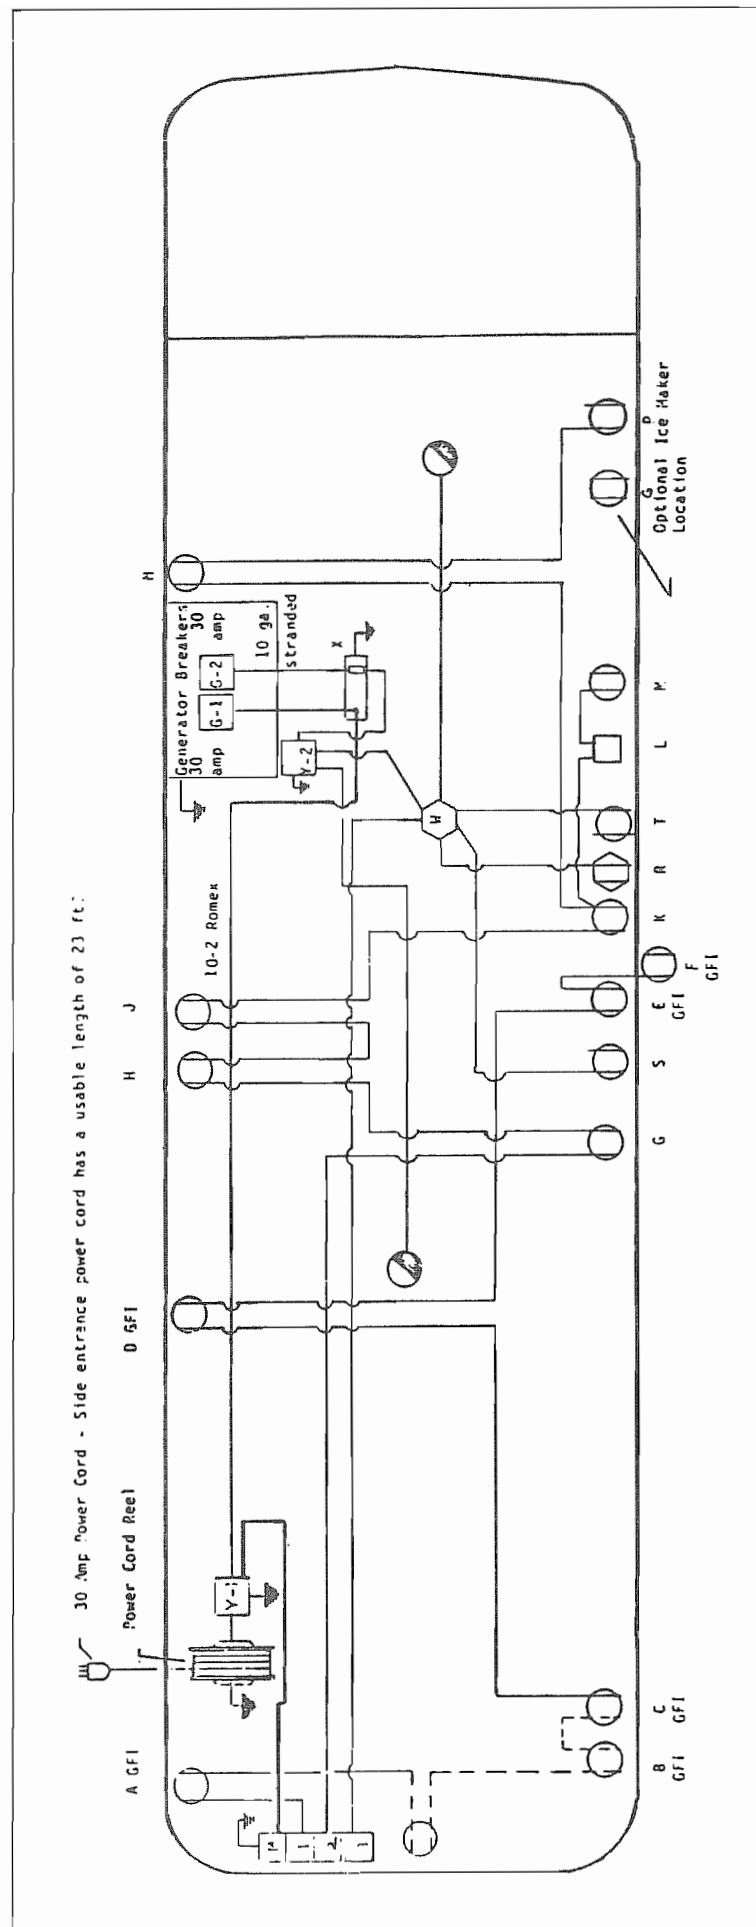 30 Amp Power Cord - Side entrance power cord has a usable length of 23 ft.
Power Cord Reel
A GFI
D GFI
H
J
H
Generator Breakers
30
amp
30
amp
G-1
G-2
10 ga.
stranded
X
Y-2
10-2 Romex
W
Y-
M
1
2
3
B
GFI
C
GFI
G
S
E
GFI
F
GFI
K
R
T
L
M
G
Optional Ice Maker
Location
P